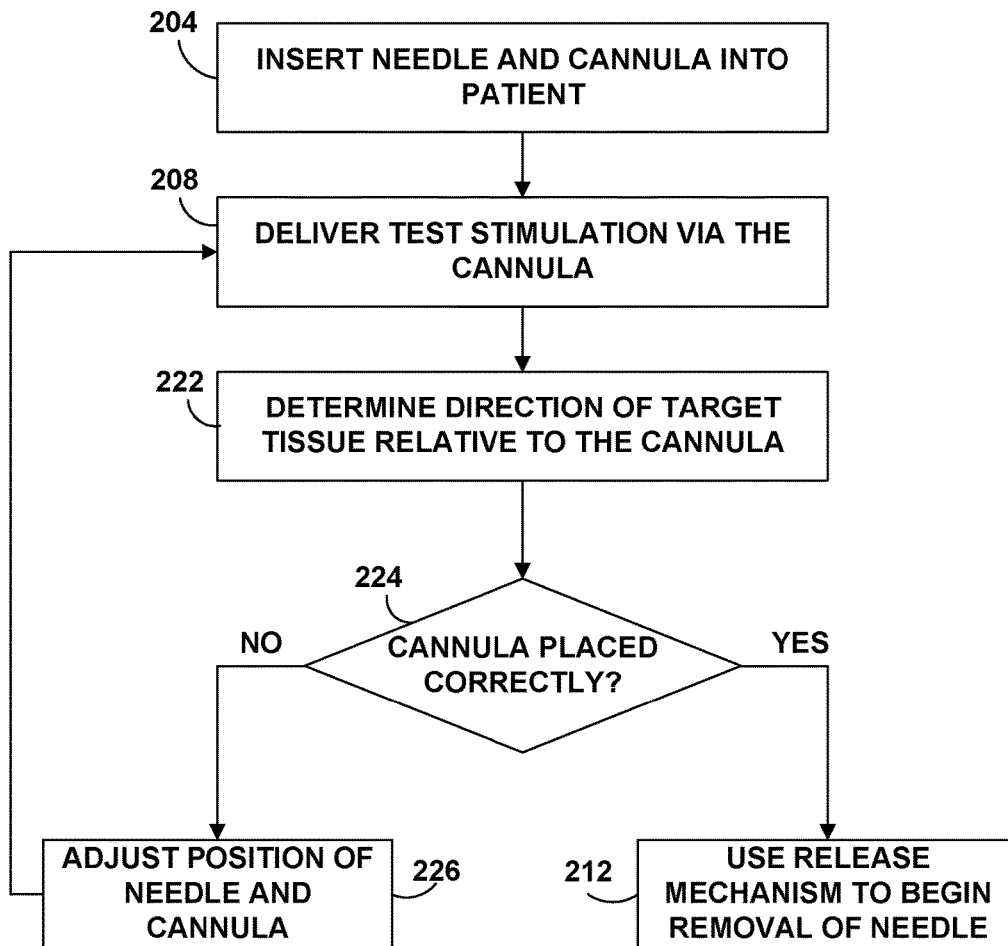 204
INSERT NEEDLE AND CANNULA INTO
PATIENT
208
DELIVER TEST STIMULATION VIA THE
CANNULA
222
DETERMINE DIRECTION OF TARGET
TISSUE RELATIVE TO THE CANNULA
224
NO
CANNULA PLACED
CORRECTLY?
YES
ADJUST POSITION OF
NEEDLE AND
CANNULA
226
212
USE RELEASE
MECHANISM TO BEGIN
REMOVAL OF NEEDLE